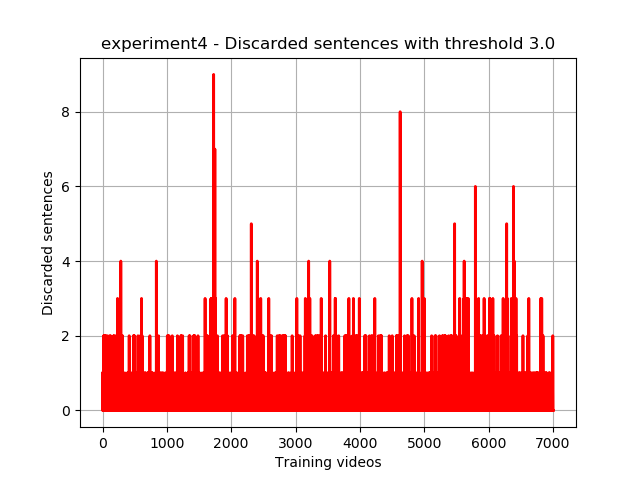 experiment4 - Discarded sentences with threshold 3.0
Discarded sentences
8
6
4
2
0
0 1000 2000 3000 4000 5000 6000 7000
Training videos